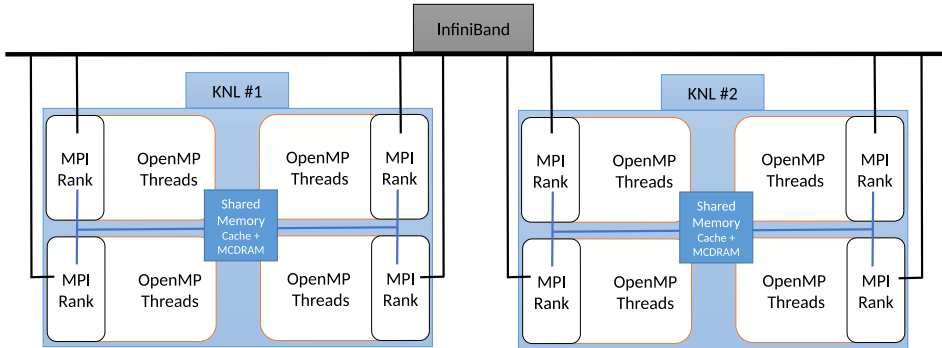 InfiniBand
KNL #1
KNL #2
MPI
Rank
OpenMP
Threads
OpenMP
Threads
MPI
Rank
Shared
Memory
Cache +
MCDRAM
MPI
Rank
OpenMP
Threads
OpenMP
Threads
MPI
Rank
MPI
Rank
OpenMP
Threads
OpenMP
Threads
MPI
Rank
Shared
Memory
Cache +
MCDRAM
MPI
Rank
OpenMP
Threads
OpenMP
Threads
MPI
Rank